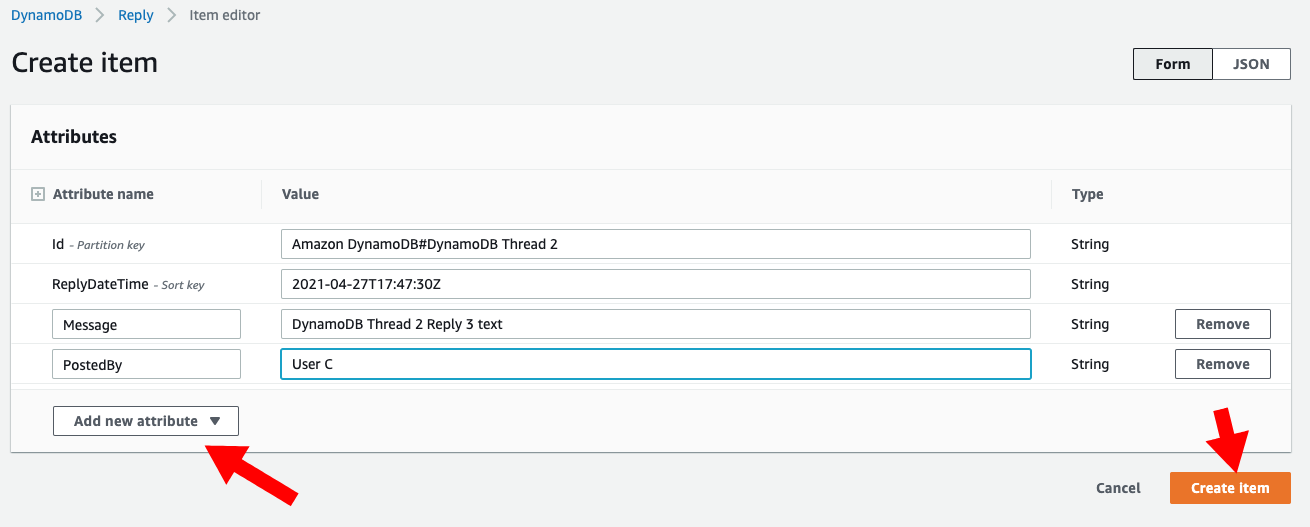 DynamoDB Reply Item editor
Create item
Form JSON
Attributes
Attribute name Value Type
Id - Partition key Amazon DynamoDB#DynamoDB Thread 2 String
ReplyDateTime - Sort key 2021-04-27T17:47:30Z String
Message DynamoDB Thread 2 Reply 3 text String Remove
PostedBy User C String Remove
Add new attribute
Cancel Create item